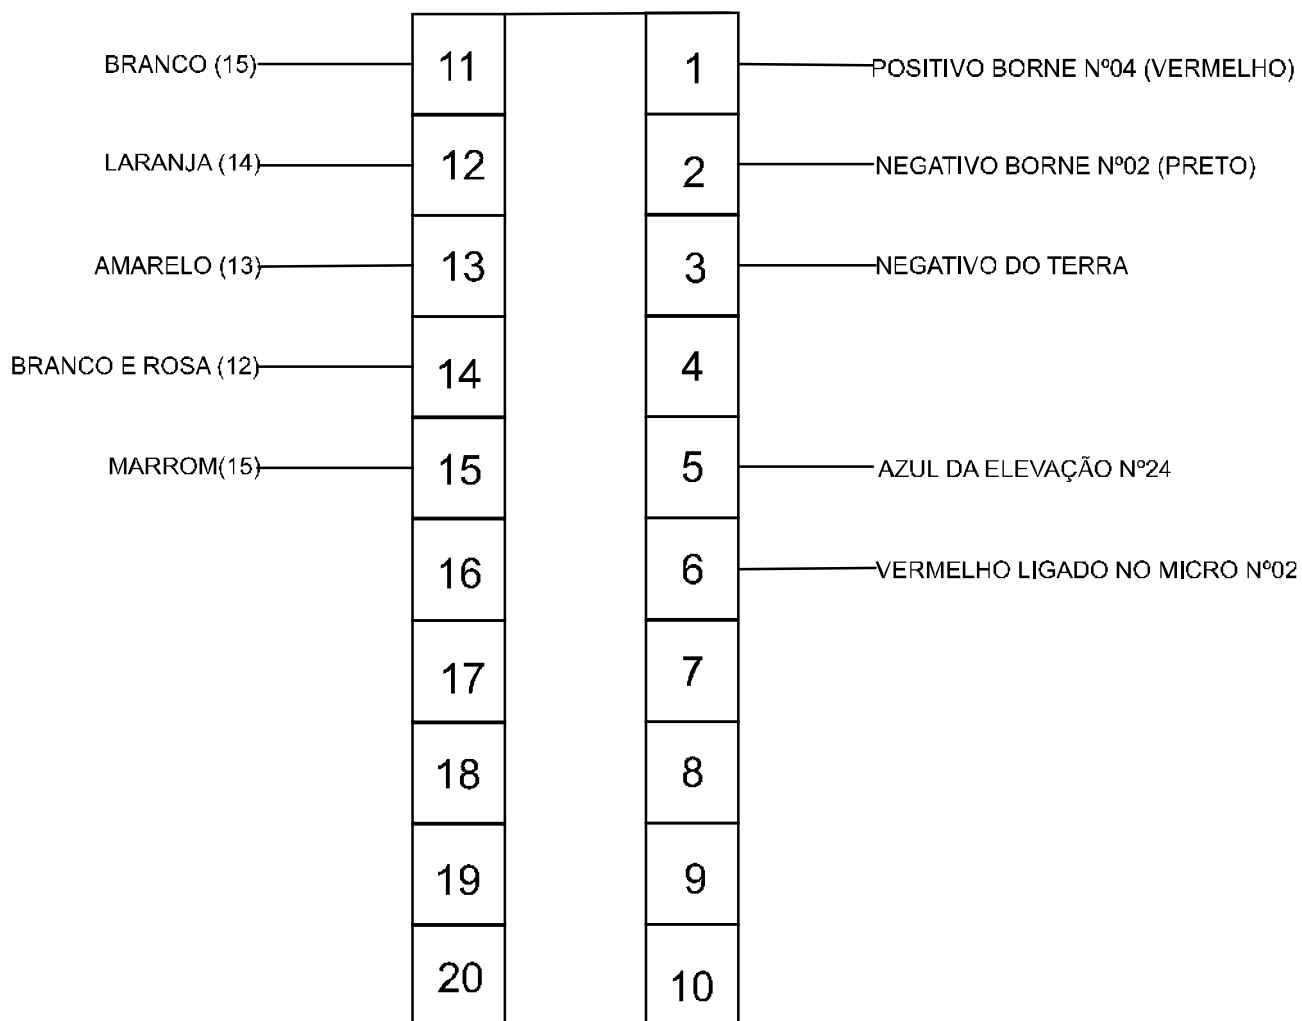 BRANCO (15) 11 1 POSITIVO BORNE Nº04 (VERMELHO)
LARANJA (14) 12 2 NEGATIVO BORNE Nº02 (PRETO)
AMARELO (13) 13 3 NEGATIVO DO TERRA
BRANCO E ROSA (12) 14 4
MARROM(15) 15 5 AZUL DA ELEVAÇÃO Nº24
16 6 VERMELHO LIGADO NO MICRO Nº02
17 7
18 8
19 9
20 10